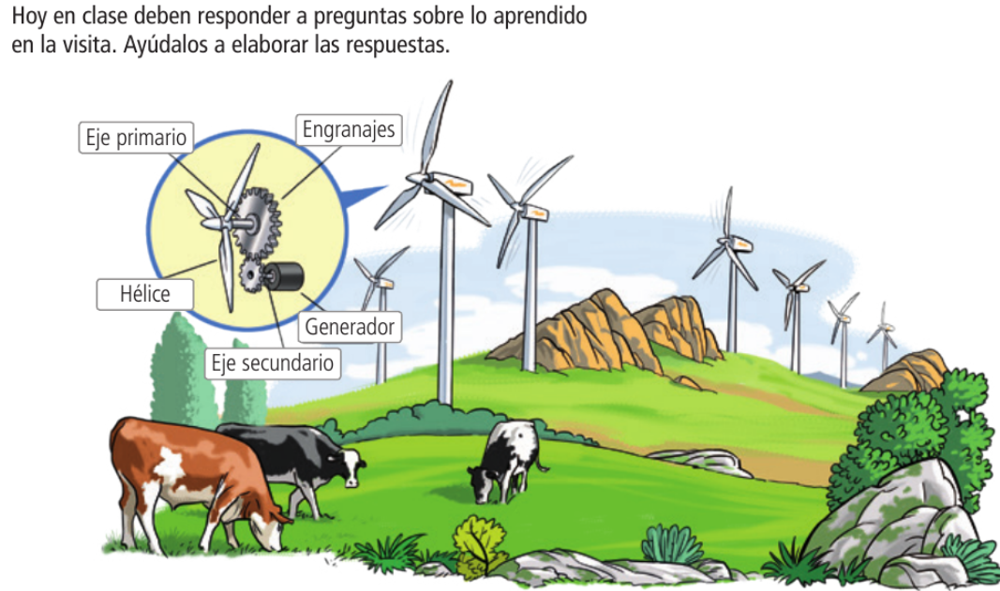 Hoy en clase deben responder a preguntas sobre lo aprendido
en la visita. Ayúdalos a elaborar las respuestas.
Eje primario
Engranajes
Hélice
Generador
Eje secundario